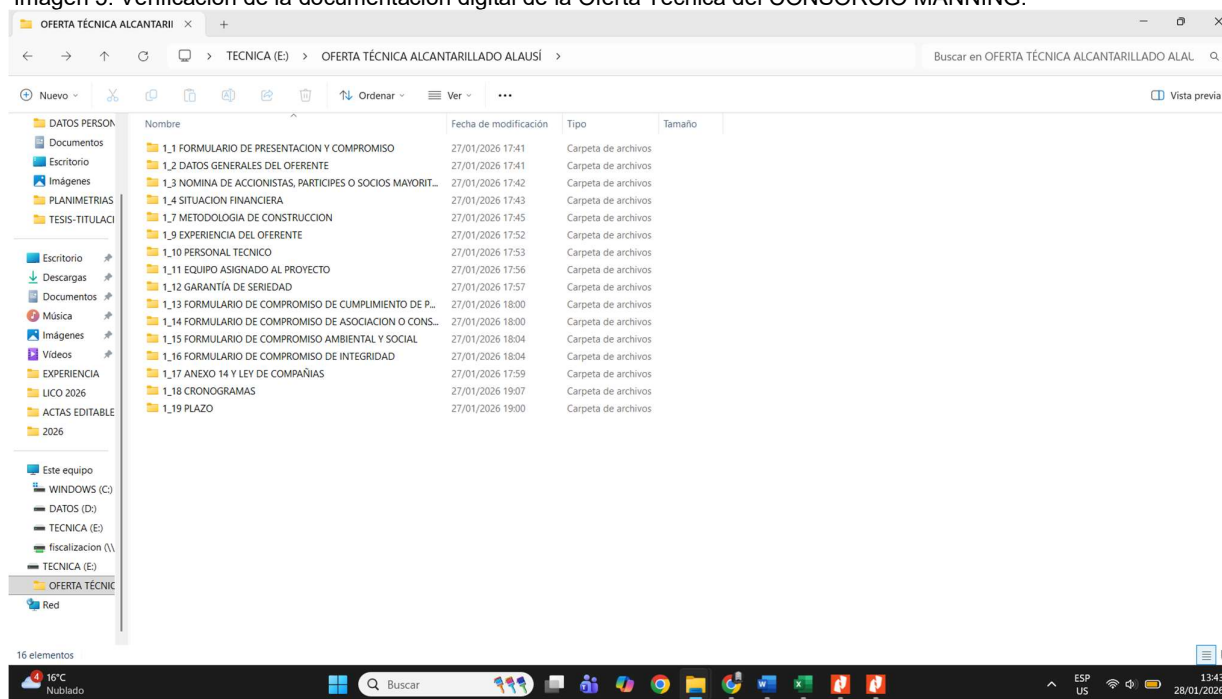 Imagen 5. Verificación de la documentación digital de la Oferta Técnica del CONSORCIO MANNING.
OFERTA TÉCNICA ALCANTARII
TECNICA (E:) > OFERTA TÉCNICA ALCANTARILLADO ALAUSÍ >
Buscar en OFERTA TÉCNICA ALCANTARILLADO ALAL
Nuevo
Ordenar
Ver
Vista previa
DATOS PERSON
Documentos
Escritorio
Imágenes
PLANIMETRIAS
TESIS-TITULACI
Escritorio
Descargas
Documentos
Música
Imágenes
Vídeos
EXPERIENCIA
LICO 2026
ACTAS EDITABLE
2026
Este equipo
WINDOWS (C:)
DATOS (D:)
TECNICA (E:)
fiscalizacion (\\
TECNICA (E:)
OFERTA TÉCNIC
Red
Nombre Fecha de modificación Tipo Tamaño
1_1 FORMULARIO DE PRESENTACION Y COMPROMISO 27/01/2026 17:41 Carpeta de archivos
1_2 DATOS GENERALES DEL OFERENTE 27/01/2026 17:41 Carpeta de archivos
1_3 NOMINA DE ACCIONISTAS, PARTICIPES O SOCIOS MAYORIT... 27/01/2026 17:42 Carpeta de archivos
1_4 SITUACION FINANCIERA 27/01/2026 17:43 Carpeta de archivos
1_7 METODOLOGIA DE CONSTRUCCION 27/01/2026 17:45 Carpeta de archivos
1_9 EXPERIENCIA DEL OFERENTE 27/01/2026 17:52 Carpeta de archivos
1_10 PERSONAL TECNICO 27/01/2026 17:53 Carpeta de archivos
1_11 EQUIPO ASIGNADO AL PROYECTO 27/01/2026 17:56 Carpeta de archivos
1_12 GARANTÍA DE SERIEDAD 27/01/2026 17:57 Carpeta de archivos
1_13 FORMULARIO DE COMPROMISO DE CUMPLIMIENTO DE P... 27/01/2026 18:00 Carpeta de archivos
1_14 FORMULARIO DE COMPROMISO DE ASOCIACION O CONS... 27/01/2026 18:00 Carpeta de archivos
1_15 FORMULARIO DE COMPROMISO AMBIENTAL Y SOCIAL 27/01/2026 18:04 Carpeta de archivos
1_16 FORMULARIO DE COMPROMISO DE INTEGRIDAD 27/01/2026 18:04 Carpeta de archivos
1_17 ANEXO 14 Y LEY DE COMPAÑIAS 27/01/2026 17:59 Carpeta de archivos
1_18 CRONOGRAMAS 27/01/2026 19:07 Carpeta de archivos
1_19 PLAZO 27/01/2026 19:00 Carpeta de archivos
16 elementos
4
16°C
Nublado
Buscar
ESP
US
13:43
28/01/2026